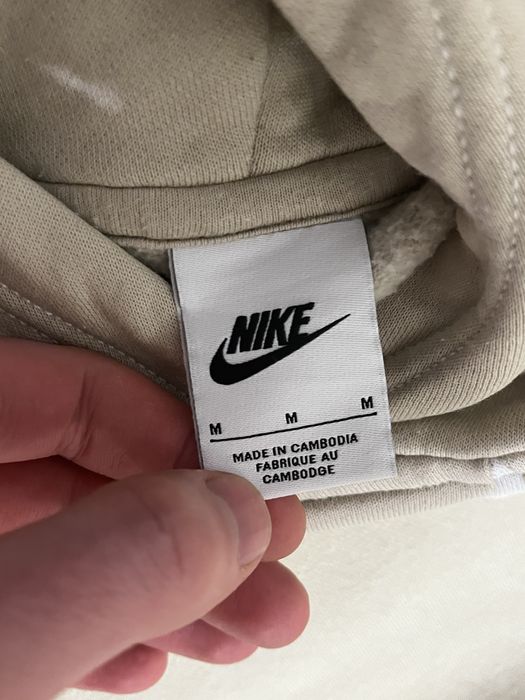 NIKE
M M M
MADE IN CAMBODIA
FABRIQUE AU
CAMBODGE